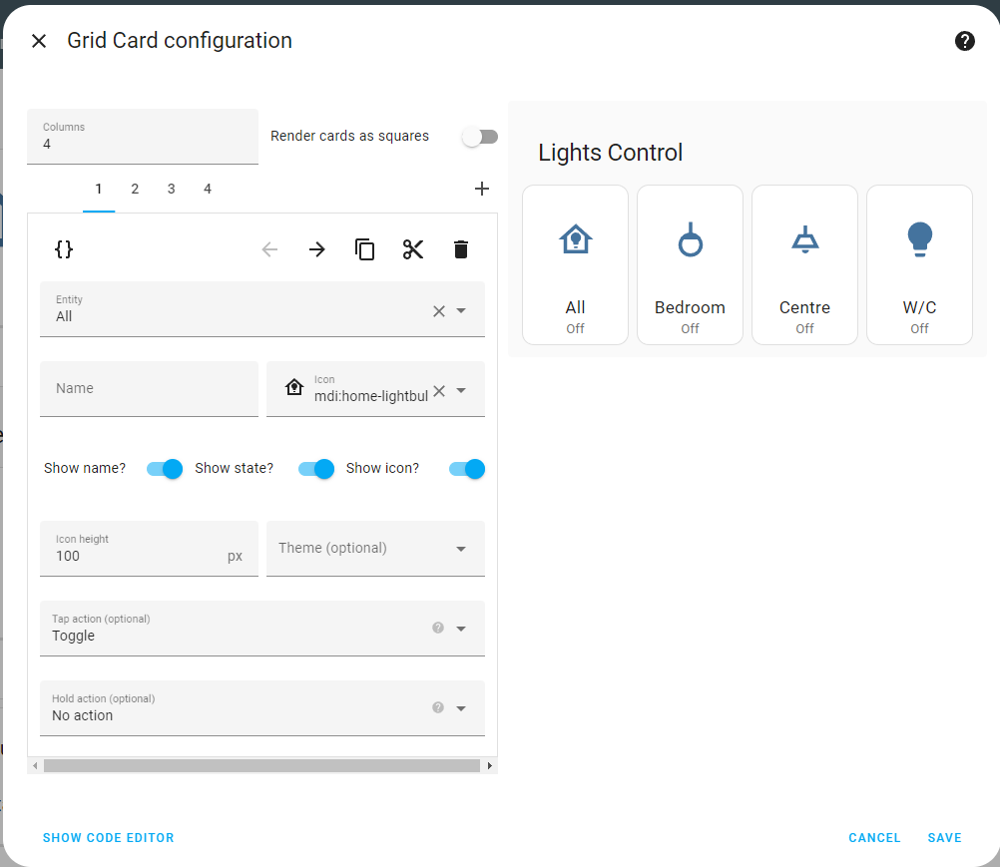 Grid Card configuration
Columns
4
Render cards as squares
1 2 3 4
{}
Entity
All
Name
Icon
mdi:home-lightbul
Show name? Show state? Show icon?
Icon height
100 px
Theme (optional)
Tap action (optional)
Toggle
Hold action (optional)
No action
Lights Control
All Bedroom Centre W/C
Off Off Off Off
SHOW CODE EDITOR
CANCEL SAVE